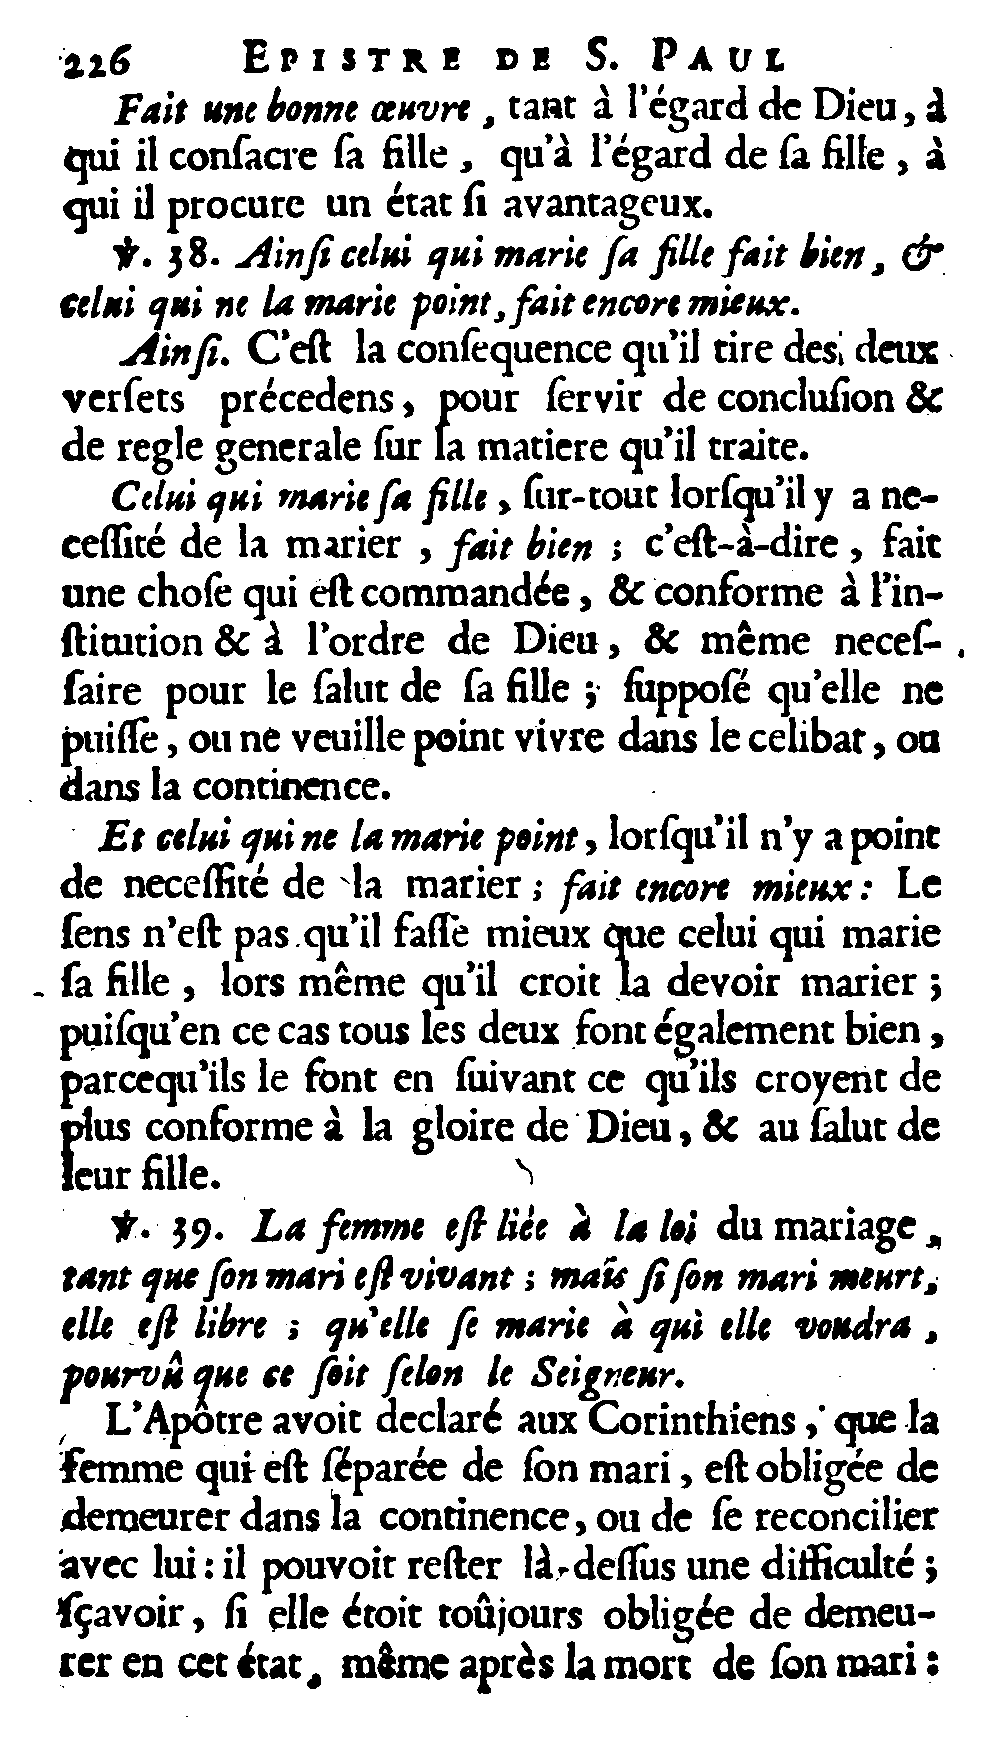 226 EPISTRE DE S. PAUL
Fait une bonne œuvre, tant à l'égard de Dieu, à
qui il conſacre ſa fille, qu'à l'égard de ſa fille, à
qui il procure un état ſi avantageux.
℣. 38. Ainſi celui qui marie ſa fille fait bien, &
celui qui ne la marie point, fait encore mieux.
Ainſi. C'eſt la conſequence qu'il tire des deux
verſets précedens, pour ſervir de concluſion &
de regle generale ſur la matiere qu'il traite.
Celui qui marie ſa fille, ſur-tout lorſqu'il y a ne-
ceſſité de la marier, fait bien; c'eſt-à-dire, fait
une choſe qui eſt commandée, & conforme à l'in-
ſtitution & à l'ordre de Dieu, & même neceſ-
ſaire pour le ſalut de ſa fille; ſuppoſé qu'elle ne
puiſſe, ou ne veuille point vivre dans le celibat, ou
dans la continence.
Et celui qui ne la marie point, lorſqu'il n'y a point
de neceſſité de la marier; fait encore mieux: Le
ſens n'eſt pas qu'il faſſe mieux que celui qui marie
ſa fille, lors même qu'il croit la devoir marier;
puiſqu'en ce cas tous les deux font également bien,
parcequ'ils le font en ſuivant ce qu'ils croyent de
plus conforme à la gloire de Dieu, & au ſalut de
leur fille.
℣. 39. La femme eſt liée à la loi du mariage,
tant que ſon mari eſt vivant; mais ſi ſon mari meurt,
elle eſt libre; qu'elle ſe marie à qui elle voudra,
pourvû que ce ſoit ſelon le Seigneur.
L'Apôtre avoit declaré aux Corinthiens, que la
femme qui eſt ſéparée de ſon mari, eſt obligée de
demeurer dans la continence, ou de ſe reconcilier
avec lui: il pouvoit reſter là-deſſus une difficulté;
ſçavoir, ſi elle étoit toûjours obligée de demeu-
rer en cet état, même après la mort de ſon mari: